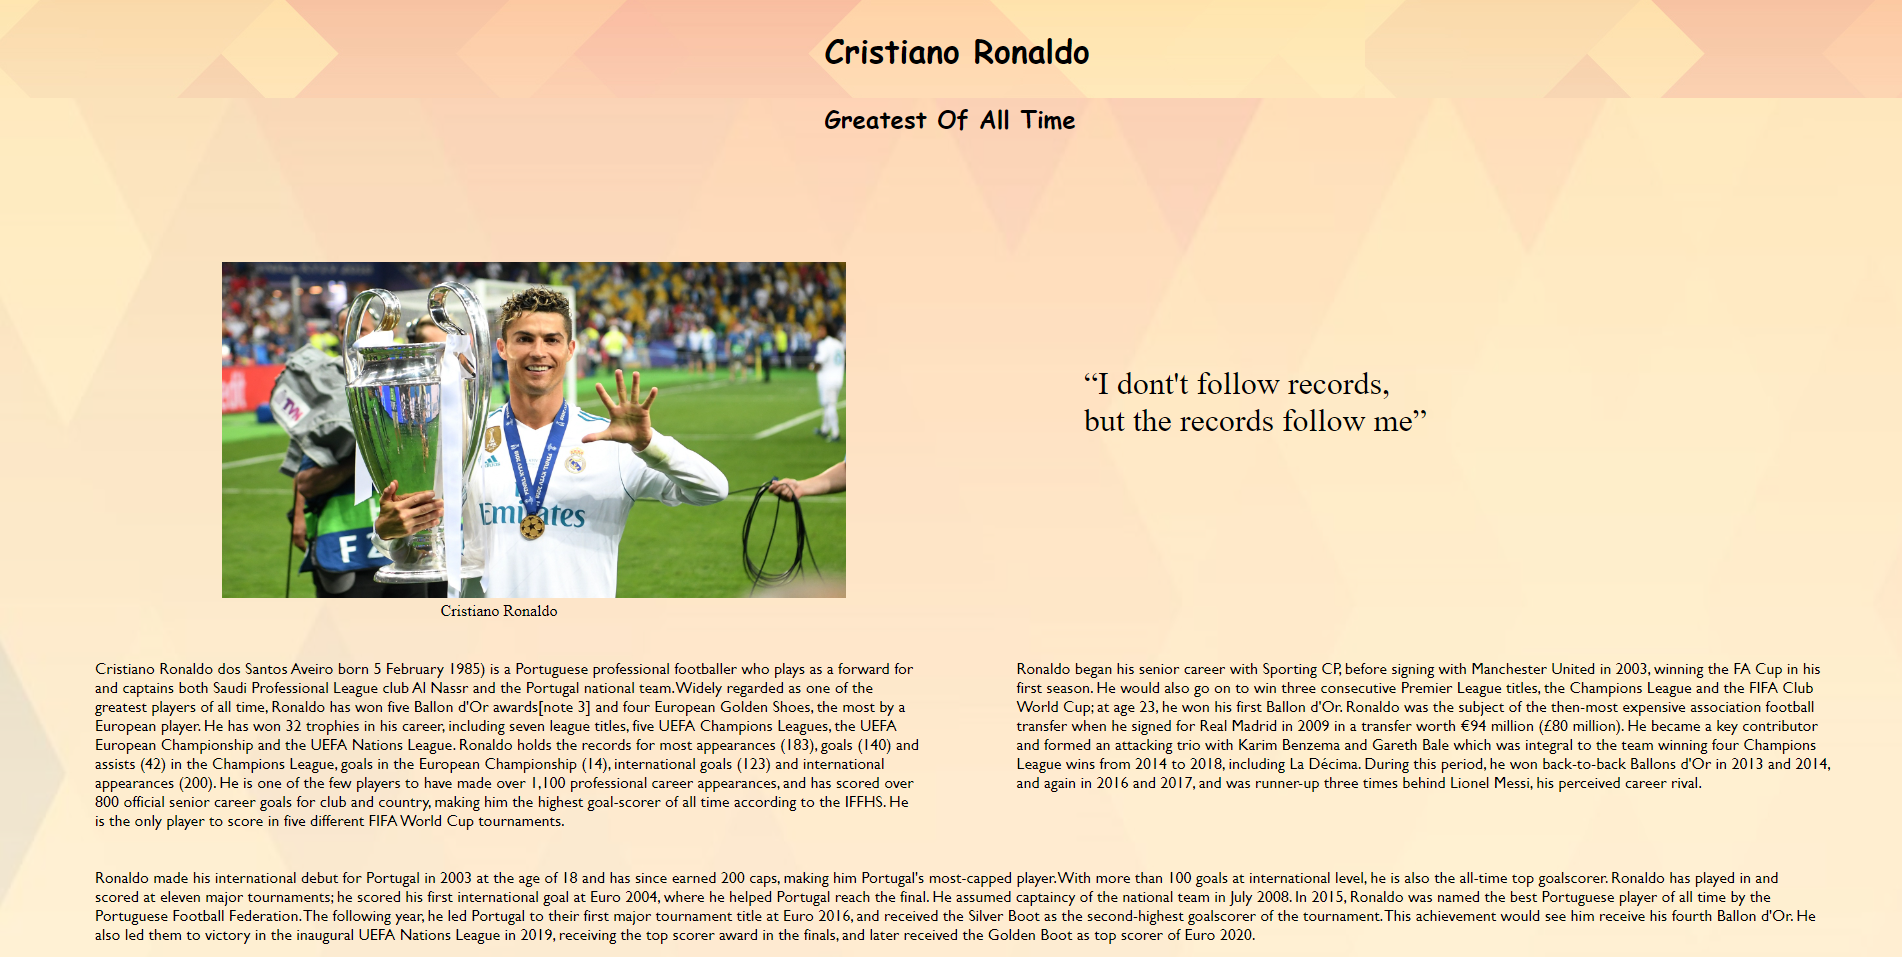 Cristiano Ronaldo
Greatest Of All Time
TVN
F
Emirates
“I dont't follow records,
but the records follow me”
Cristiano Ronaldo
Cristiano Ronaldo dos Santos Aveiro born 5 February 1985) is a Portuguese professional footballer who plays as a forward for
and captains both Saudi Professional League club Al Nassr and the Portugal national team.Widely regarded as one of the
greatest players of all time, Ronaldo has won five Ballon d'Or awards[note 3] and four European Golden Shoes, the most by a
European player. He has won 32 trophies in his career, including seven league titles, five UEFA Champions Leagues, the UEFA
European Championship and the UEFA Nations League. Ronaldo holds the records for most appearances (183), goals (140) and
assists (42) in the Champions League, goals in the European Championship (14), international goals (123) and international
appearances (200). He is one of the few players to have made over 1,100 professional career appearances, and has scored over
800 official senior career goals for club and country, making him the highest goal-scorer of all time according to the IFFHS. He
is the only player to score in five different FIFA World Cup tournaments.
Ronaldo began his senior career with Sporting CP, before signing with Manchester United in 2003, winning the FA Cup in his
first season. He would also go on to win three consecutive Premier League titles, the Champions League and the FIFA Club
World Cup; at age 23, he won his first Ballon d'Or. Ronaldo was the subject of the then-most expensive association football
transfer when he signed for Real Madrid in 2009 in a transfer worth €94 million (£80 million). He became a key contributor
and formed an attacking trio with Karim Benzema and Gareth Bale which was integral to the team winning four Champions
League wins from 2014 to 2018, including La Décima. During this period, he won back-to-back Ballons d'Or in 2013 and 2014,
and again in 2016 and 2017, and was runner-up three times behind Lionel Messi, his perceived career rival.
Ronaldo made his international debut for Portugal in 2003 at the age of 18 and has since earned 200 caps, making him Portugal's most-capped player.With more than 100 goals at international level, he is also the all-time top goalscorer. Ronaldo has played in and
scored at eleven major tournaments; he scored his first international goal at Euro 2004, where he helped Portugal reach the final. He assumed captaincy of the national team in July 2008. In 2015, Ronaldo was named the best Portuguese player of all time by the
Portuguese Football Federation.The following year, he led Portugal to their first major tournament title at Euro 2016, and received the Silver Boot as the second-highest goalscorer of the tournament.This achievement would see him receive his fourth Ballon d'Or. He
also led them to victory in the inaugural UEFA Nations League in 2019, receiving the top scorer award in the finals, and later received the Golden Boot as top scorer of Euro 2020.